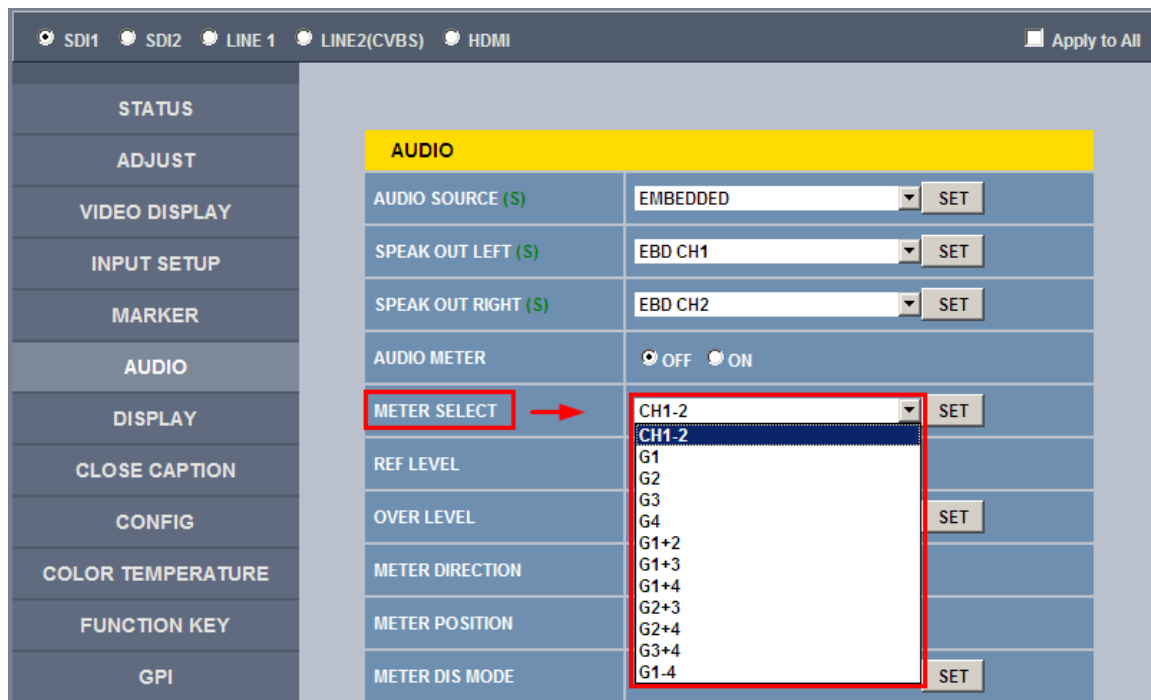 SDI1 SDI2 LINE 1 LINE2(CVBS) HDMI Apply to All
STATUS
ADJUST
VIDEO DISPLAY
INPUT SETUP
MARKER
AUDIO
DISPLAY
CLOSE CAPTION
CONFIG
COLOR TEMPERATURE
FUNCTION KEY
GPI
AUDIO
AUDIO SOURCE (S) EMBEDDED SET
SPEAK OUT LEFT (S) EBD CH1 SET
SPEAK OUT RIGHT (S) EBD CH2 SET
AUDIO METER OFF ON
METER SELECT CH1-2 SET
CH1-2
G1
G2
G3
G4
G1+2
G1+3
G1+4
G2+3
G2+4
G3+4
G1-4
REF LEVEL
OVER LEVEL SET
METER DIRECTION
METER POSITION
METER DIS MODE SET